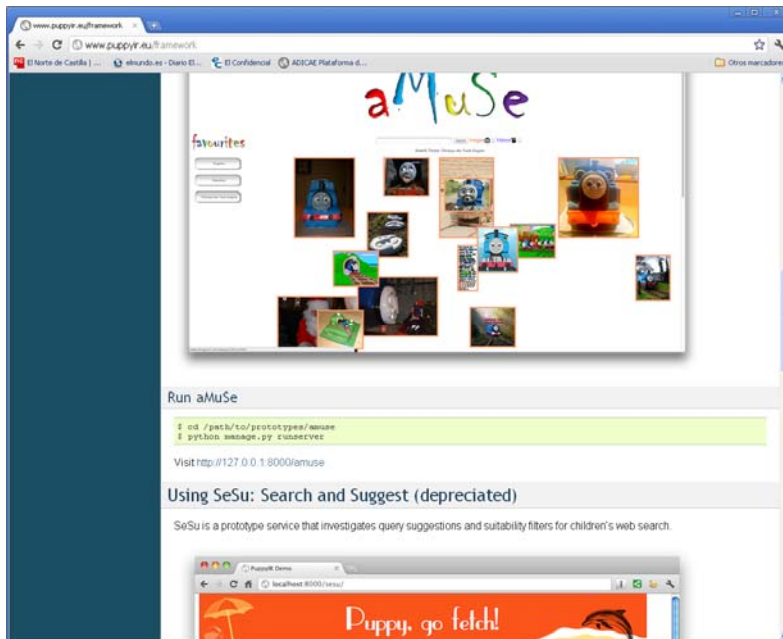 www.puppyir.eu/framework
www.puppyir.eu/framework
El Norte de Castilla | ...
elmundo.es - Diario El...
El Confidencial
ADICAE Plataforma d...
Otros marcadores
aMuSe
favourites
Run aMuSe
$ cd /path/to/prototypes/amuse
$ python manage.py runserver
Visit http://127.0.0.1:8000/amuse
Using SeSu: Search and Suggest (depreciated)
SeSu is a prototype service that investigates query suggestions and suitability filters for children's web search.
PuppyIR Demo
localhost:8000/sesu/
Puppy, go fetch!